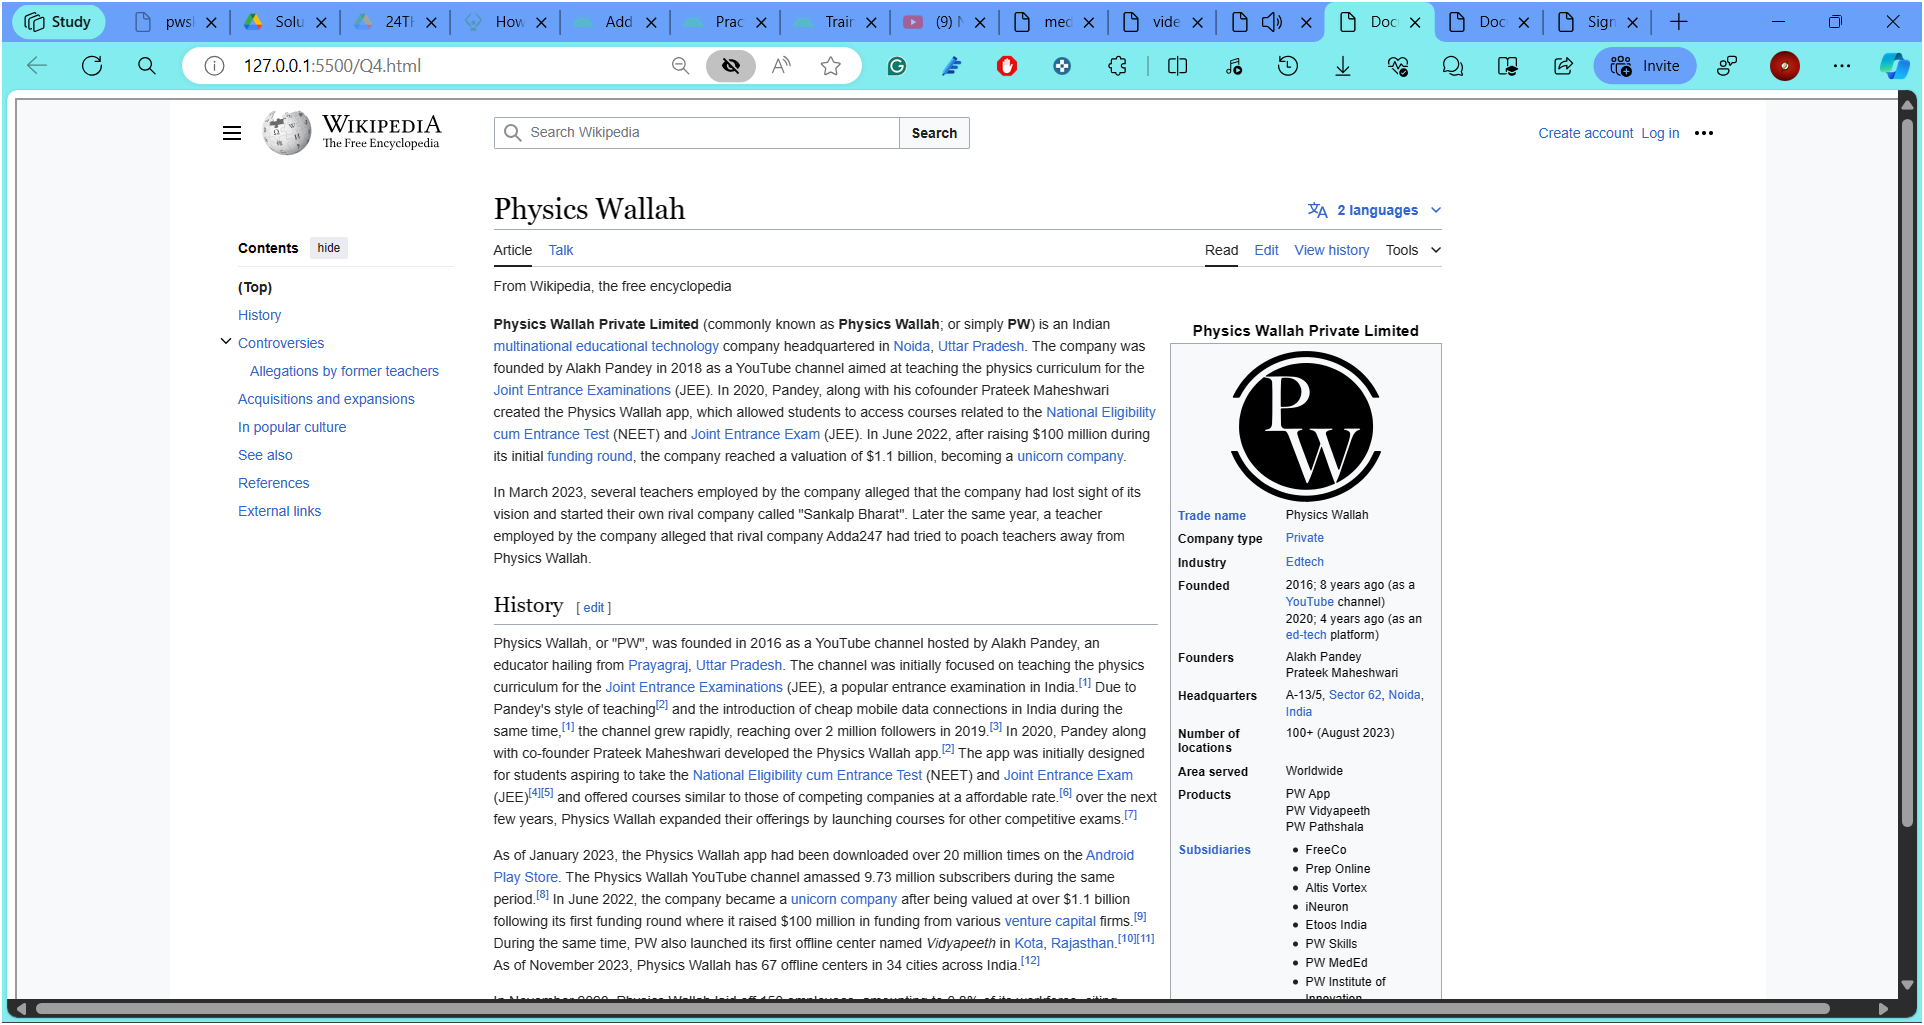 Study
pws
Solu
24TH
How
Add
Prac
Train
(9) N
med
vide
Doc
Doc
Sign
127.0.0.1:5500/Q4.html
Invite
WIKIPEDIA
The Free Encyclopedia
Search Wikipedia
Search
Create account Log in
Physics Wallah
2 languages
Article Talk
Read Edit View history Tools
Contents hide
(Top)
History
Controversies
Allegations by former teachers
Acquisitions and expansions
In popular culture
See also
References
External links
From Wikipedia, the free encyclopedia
Physics Wallah Private Limited (commonly known as Physics Wallah; or simply PW) is an Indian
multinational educational technology company headquartered in Noida, Uttar Pradesh. The company was
founded by Alakh Pandey in 2018 as a YouTube channel aimed at teaching the physics curriculum for the
Joint Entrance Examinations (JEE). In 2020, Pandey, along with his cofounder Prateek Maheshwari
created the Physics Wallah app, which allowed students to access courses related to the National Eligibility
cum Entrance Test (NEET) and Joint Entrance Exam (JEE). In June 2022, after raising $100 million during
its initial funding round, the company reached a valuation of $1.1 billion, becoming a unicorn company.
In March 2023, several teachers employed by the company alleged that the company had lost sight of its
vision and started their own rival company called "Sankalp Bharat". Later the same year, a teacher
employed by the company alleged that rival company Adda247 had tried to poach teachers away from
Physics Wallah.
History [ edit ]
Physics Wallah, or "PW", was founded in 2016 as a YouTube channel hosted by Alakh Pandey, an
educator hailing from Prayagraj, Uttar Pradesh. The channel was initially focused on teaching the physics
curriculum for the Joint Entrance Examinations (JEE), a popular entrance examination in India.[1] Due to
Pandey's style of teaching[2] and the introduction of cheap mobile data connections in India during the
same time,[1] the channel grew rapidly, reaching over 2 million followers in 2019.[3] In 2020, Pandey along
with co-founder Prateek Maheshwari developed the Physics Wallah app.[2] The app was initially designed
for students aspiring to take the National Eligibility cum Entrance Test (NEET) and Joint Entrance Exam
(JEE)[4][5] and offered courses similar to those of competing companies at a affordable rate.[6] over the next
few years, Physics Wallah expanded their offerings by launching courses for other competitive exams.[7]
As of January 2023, the Physics Wallah app had been downloaded over 20 million times on the Android
Play Store. The Physics Wallah YouTube channel amassed 9.73 million subscribers during the same
period.[8] In June 2022, the company became a unicorn company after being valued at over $1.1 billion
following its first funding round where it raised $100 million in funding from various venture capital firms.[9]
During the same time, PW also launched its first offline center named Vidyapeeth in Kota, Rajasthan.[10][11]
As of November 2023, Physics Wallah has 67 offline centers in 34 cities across India.[12]
Physics Wallah Private Limited
P
W
Trade name Physics Wallah
Company type Private
Industry Edtech
Founded 2016; 8 years ago (as a
YouTube channel)
2020; 4 years ago (as an
ed-tech platform)
Founders Alakh Pandey
Prateek Maheshwari
Headquarters A-13/5, Sector 62, Noida,
India
Number of 100+ (August 2023)
locations
Area served Worldwide
Products PW App
PW Vidyapeeth
PW Pathshala
Subsidiaries • FreeCo
• Prep Online
• Altis Vortex
• iNeuron
• Etoos India
• PW Skills
• PW MedEd
• PW Institute of
Innovation